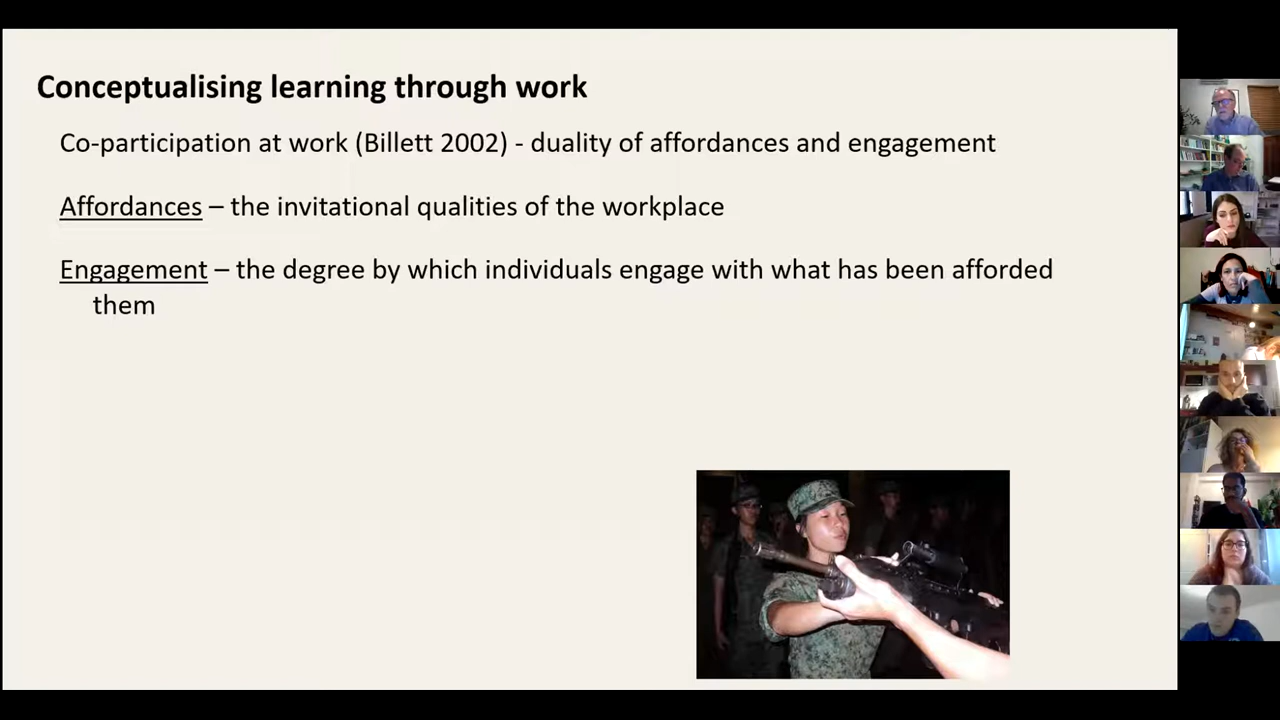 Conceptualising learning through work
Co-participation at work (Billett 2002) - duality of affordances and engagement
Affordances – the invitational qualities of the workplace
Engagement – the degree by which individuals engage with what has been afforded
them